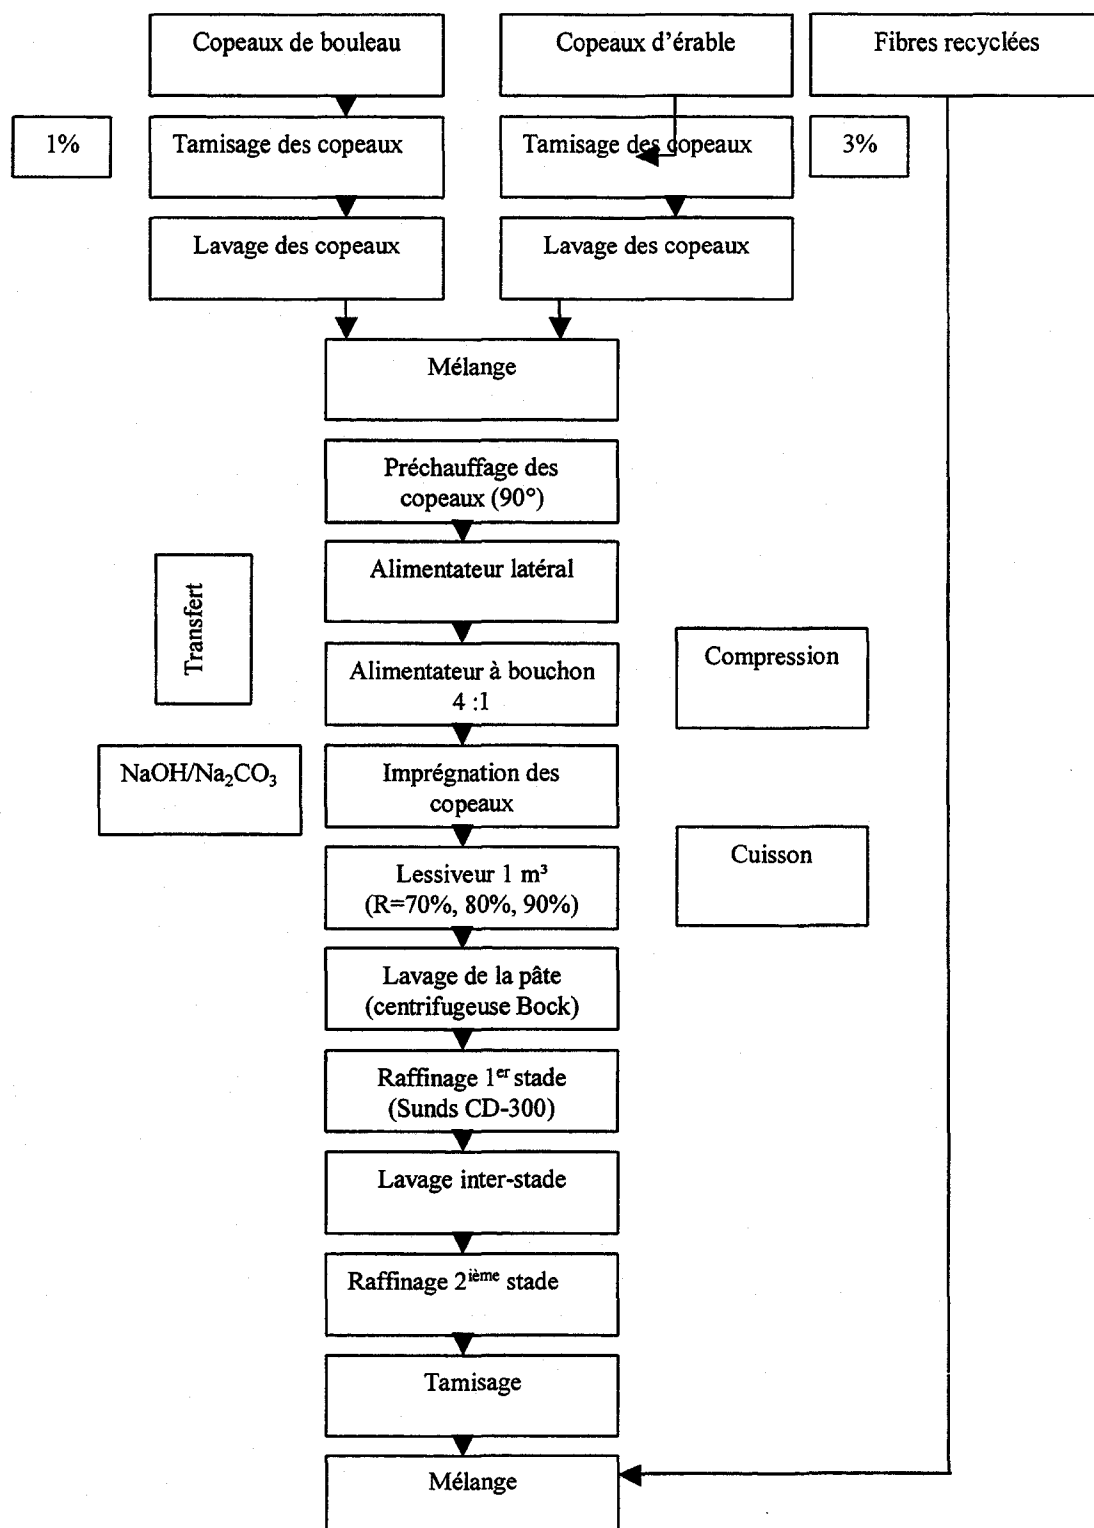 Copeaux de bouleau
Copeaux d'érable
Fibres recyclées
1%
Tamisage des copeaux
Tamisage des copeaux
3%
Lavage des copeaux
Lavage des copeaux
Mélange
Préchauffage des
copeaux (90°)
Transfert
Alimentateur latéral
Alimentateur à bouchon
4 :1
Compression
NaOH/Na₂CO₃
Imprégnation des
copeaux
Lessiveur 1 m³
(R=70%, 80%, 90%)
Cuisson
Lavage de la pâte
(centrifugeuse Bock)
Raffinage 1er stade
(Sunds CD-300)
Lavage inter-stade
Raffinage 2ième stade
Tamisage
Mélange